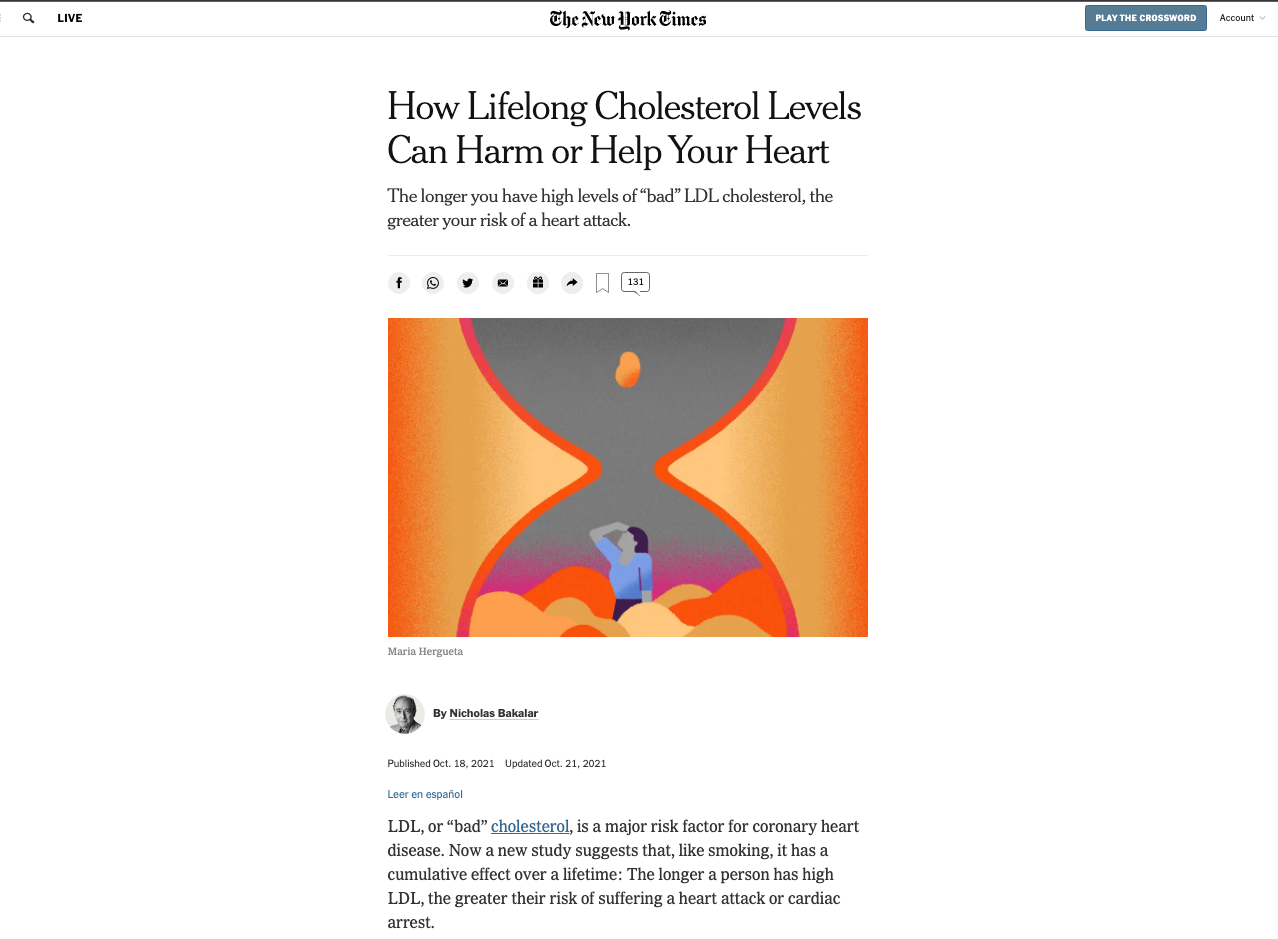 LIVE
The New York Times
PLAY THE CROSSWORD
Account
How Lifelong Cholesterol Levels
Can Harm or Help Your Heart
The longer you have high levels of “bad” LDL cholesterol, the
greater your risk of a heart attack.
131
Maria Hergueta
By Nicholas Bakalar
Published Oct. 18, 2021 Updated Oct. 21, 2021
Leer en español
LDL, or “bad” cholesterol, is a major risk factor for coronary heart
disease. Now a new study suggests that, like smoking, it has a
cumulative effect over a lifetime: The longer a person has high
LDL, the greater their risk of suffering a heart attack or cardiac
arrest.